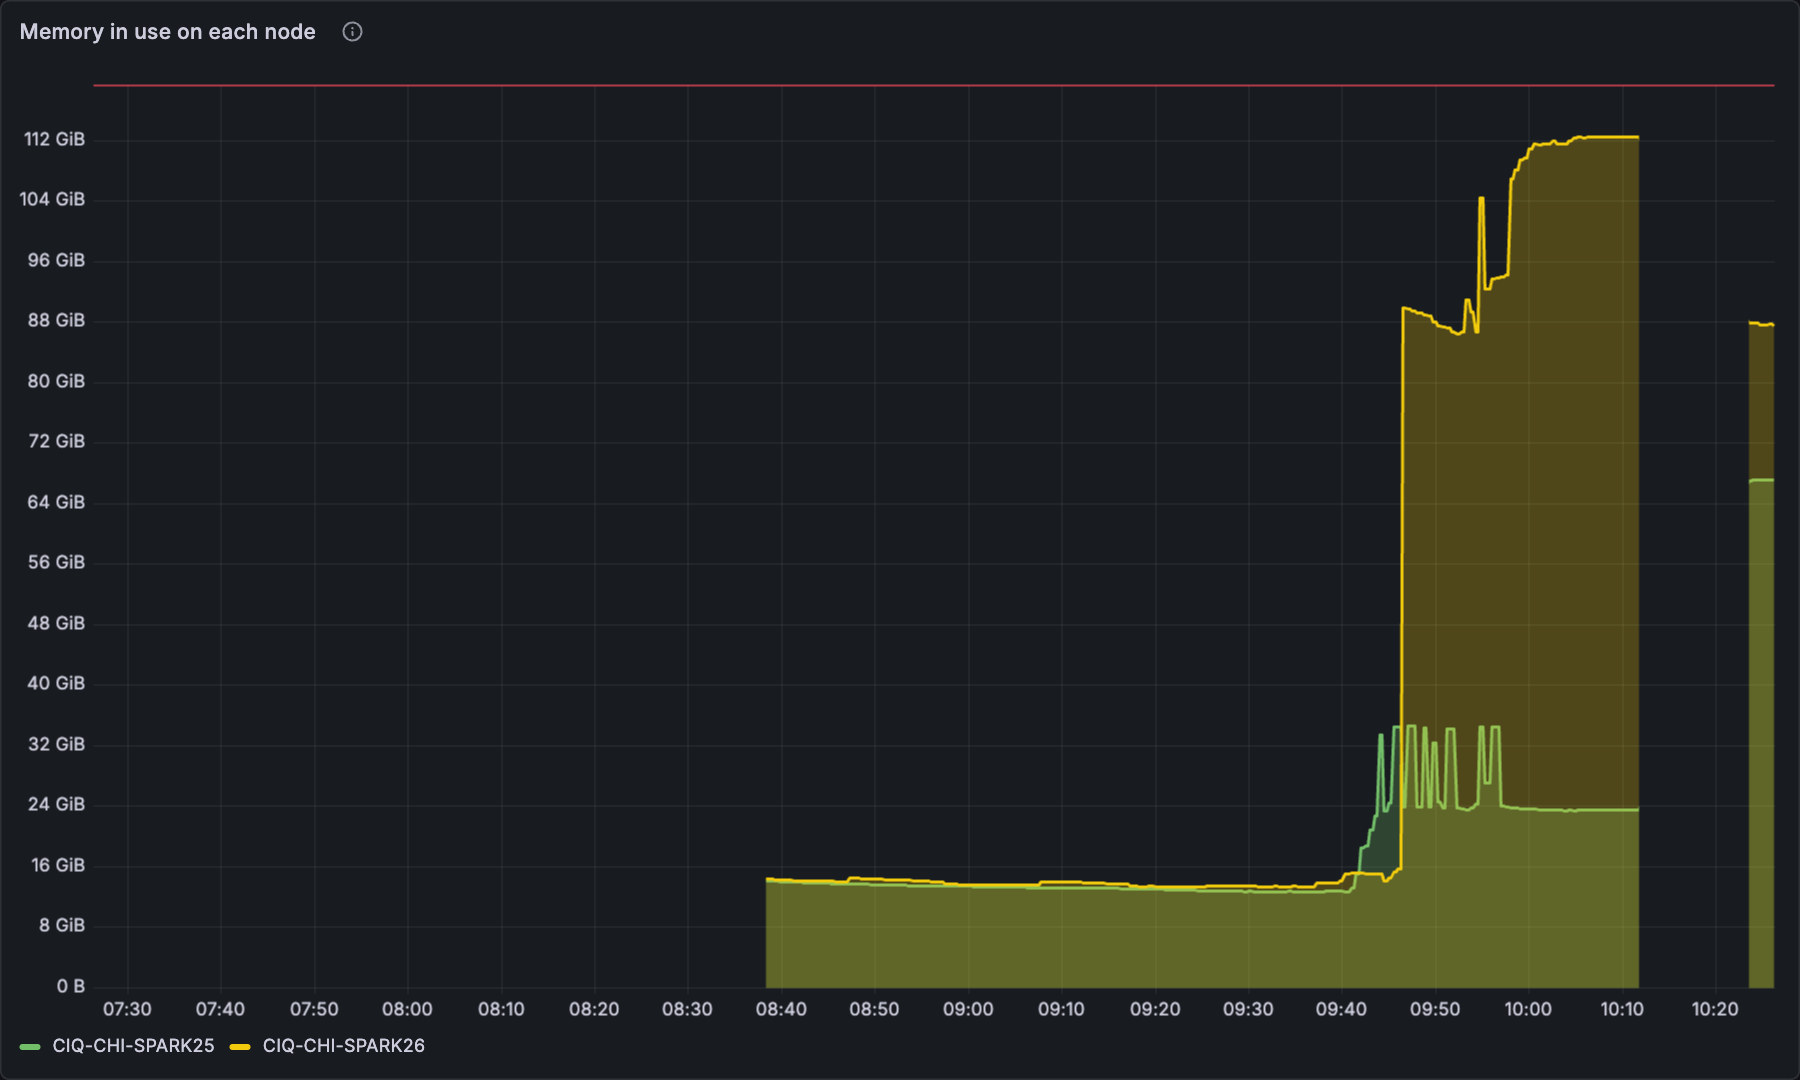 Memory in use on each node
112 GiB
104 GiB
96 GiB
88 GiB
80 GiB
72 GiB
64 GiB
56 GiB
48 GiB
40 GiB
32 GiB
24 GiB
16 GiB
8 GiB
0 B
07:30 07:40 07:50 08:00 08:10 08:20 08:30 08:40 08:50 09:00 09:10 09:20 09:30 09:40 09:50 10:00 10:10 10:20
CIQ-CHI-SPARK25 CIQ-CHI-SPARK26